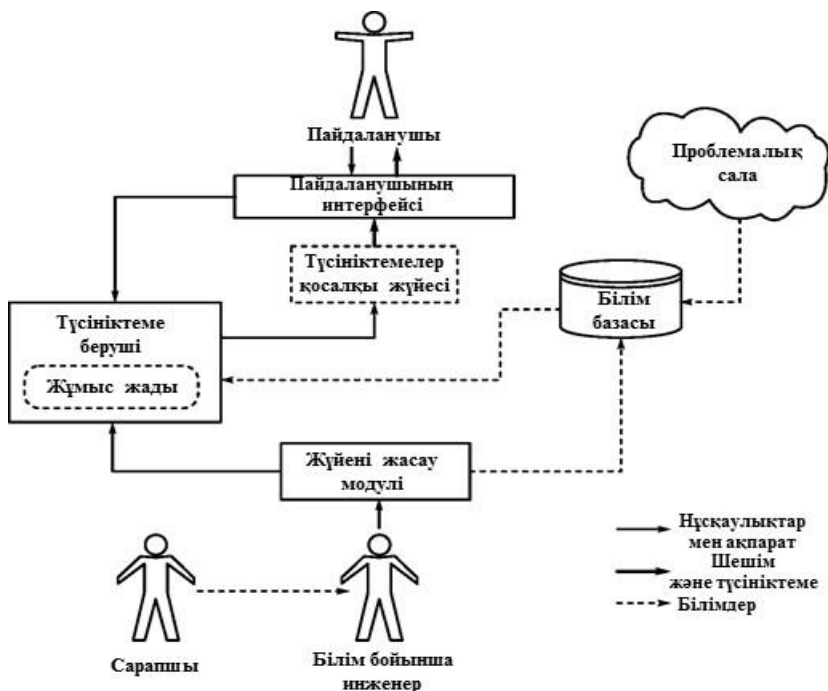 Пайдаланушы
Проблемалық
сала
Пайдаланушының
интерфейсі
Түсініктемелер
қосалқы жүйесі
Білім
базасы
Түсініктеме
беруші
Жұмыс жады
Жүйені жасау
модулі
Нұсқаулықтар
мен ақпарат
Шешім
және түсініктеме
Білімдер
Сарапшы
Білім бойынша
инженер